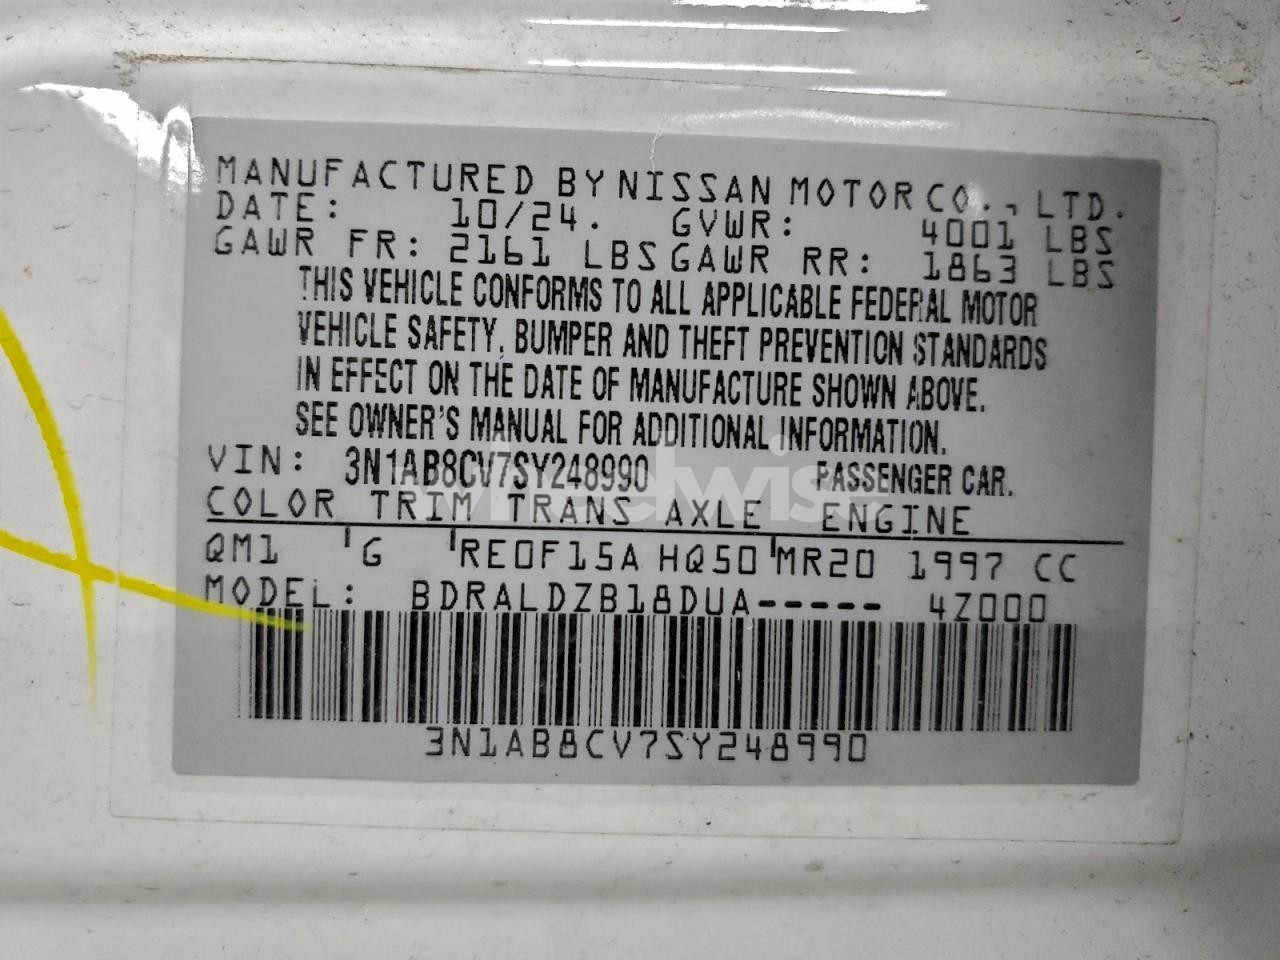 MANUFACTURED BY NISSAN MOTOR CO., LTD.
DATE: 10/24. GVWR: 4001 LBS
GAWR FR: 2161 LBS GAWR RR: 1863 LBS
THIS VEHICLE CONFORMS TO ALL APPLICABLE FEDERAL MOTOR
VEHICLE SAFETY, BUMPER AND THEFT PREVENTION STANDARDS
IN EFFECT ON THE DATE OF MANUFACTURE SHOWN ABOVE.
SEE OWNER'S MANUAL FOR ADDITIONAL INFORMATION.
VIN: 3N1AB8CV7SY248990 PASSENGER CAR.
wheelwise
COLOR TRIM TRANS AXLE ENGINE
QM1 G RE0F15A HQ50 MR20 1997 CC
MODEL: BDRALDZB18DUA----- 4Z000
3N1AB8CV7SY248990